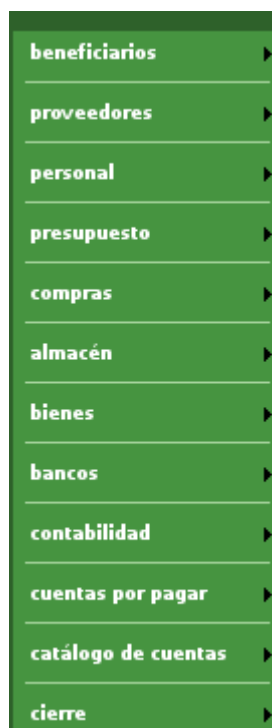 beneficiarios
proveedores
personal
presupuesto
compras
almacén
bienes
bancos
contabilidad
cuentas por pagar
catálogo de cuentas
cierre